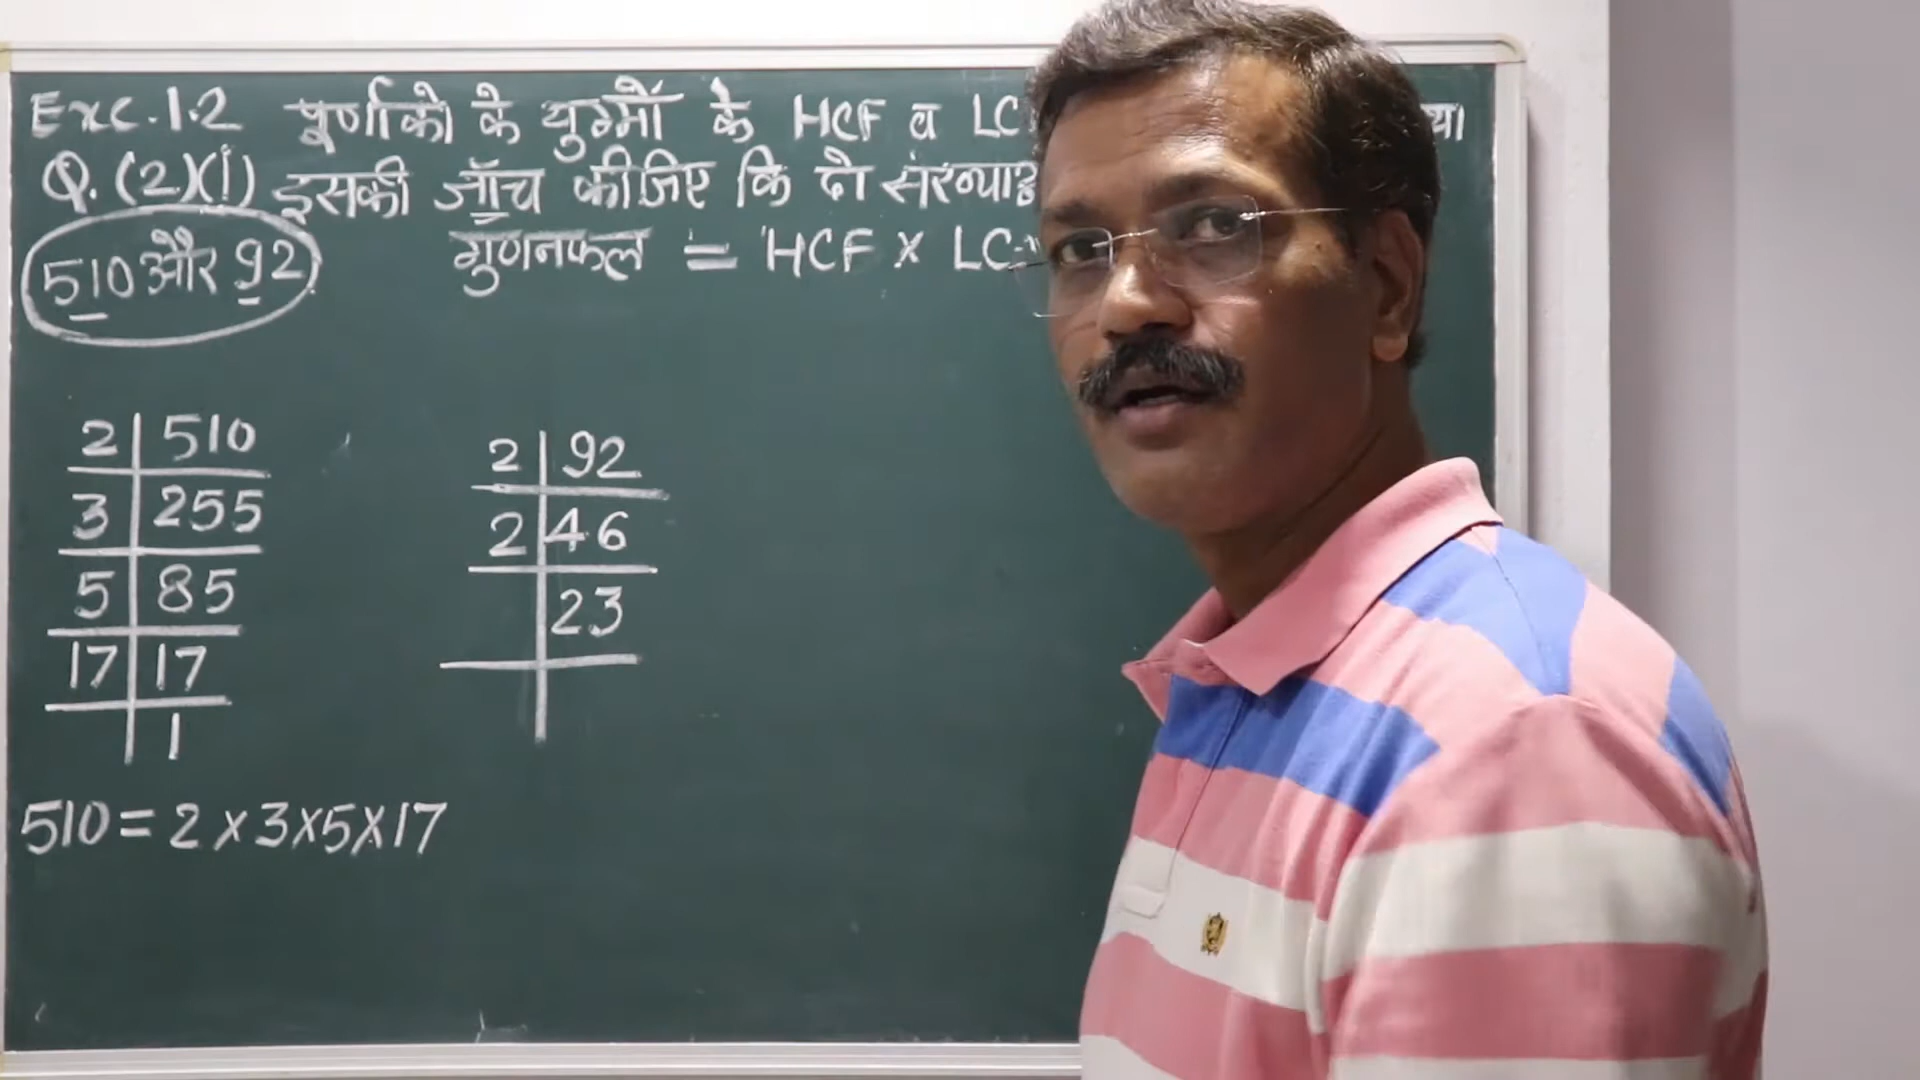 Exc. 1.2 पूर्णाकों के युग्मों के HCF व LC
Q. (2)(i) इसकी जाँच कीजिए कि दो
510 और 92 गुणनफल = HCF X LC
2 510
3 255
5 85
17 17
1
2 92
2 46
23
510 = 2 x 3 x 5 x 17